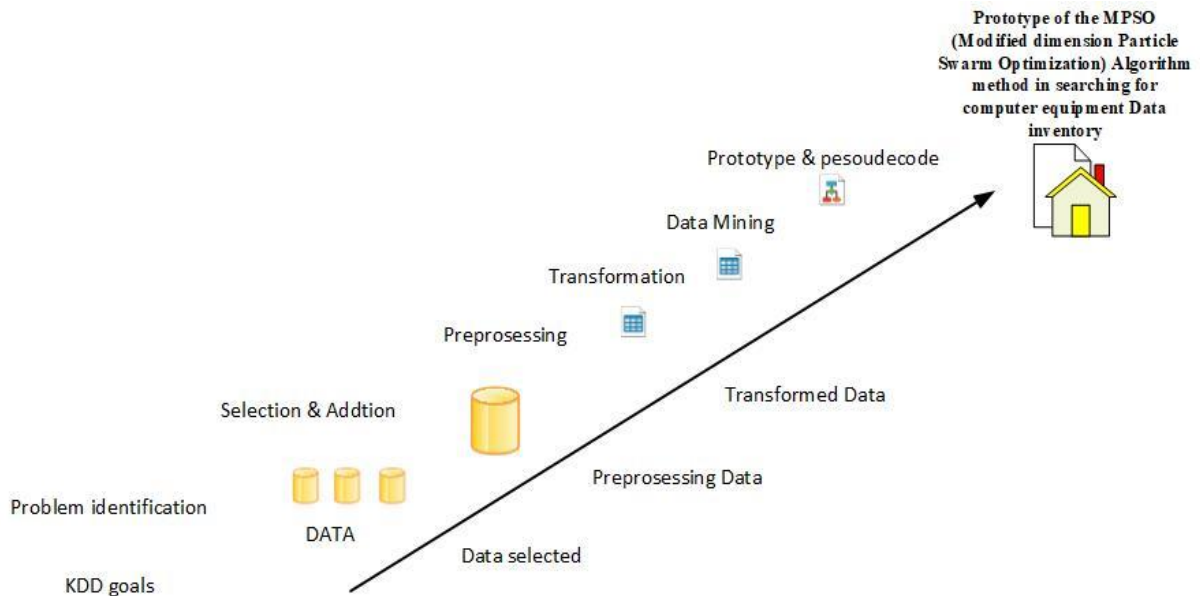 Prototype of the MPSO
(Modified dimension Particle
Swarm Optimization) Algorithm
method in searching for
computer equipment Data
inventory
Prototype & pesoudecode
Data Mining
Transformation
Preprosessing
Transformed Data
Selection & Addtion
Preprosessing Data
Problem identification
DATA
Data selected
KDD goals